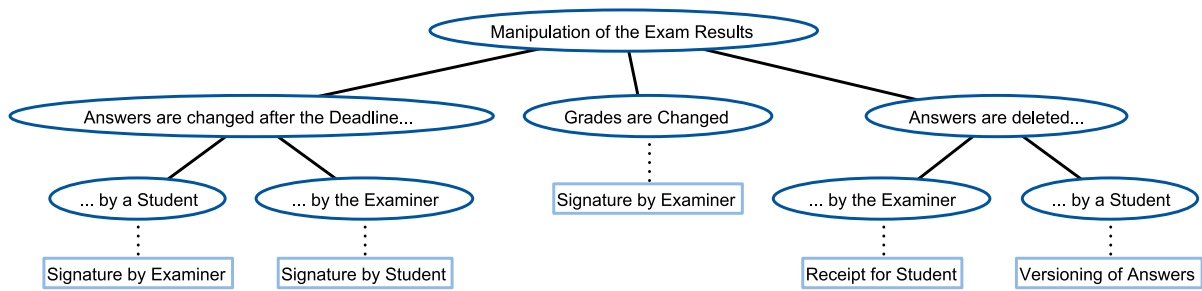 Manipulation of the Exam Results
Answers are changed after the Deadline...
Grades are Changed
Answers are deleted...
... by a Student
... by the Examiner
Signature by Examiner
... by the Examiner
... by a Student
Signature by Examiner
Signature by Student
Receipt for Student
Versioning of Answers